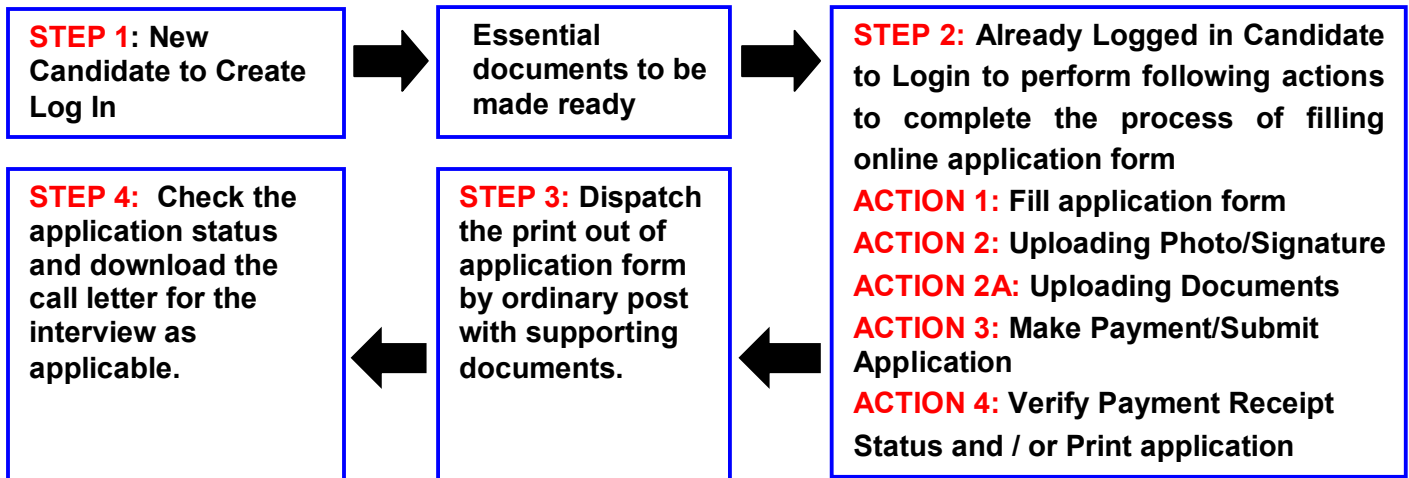 STEP 1: New
Candidate to Create
Log In
Essential
documents to be
made ready
STEP 2: Already Logged in Candidate
to Login to perform following actions
to complete the process of filling
online application form
ACTION 1: Fill application form
ACTION 2: Uploading Photo/Signature
ACTION 2A: Uploading Documents
ACTION 3: Make Payment/Submit
Application
ACTION 4: Verify Payment Receipt
Status and / or Print application
STEP 3: Dispatch
the print out of
application form
by ordinary post
with supporting
documents.
STEP 4: Check the
application status
and download the
call letter for the
interview as
applicable.